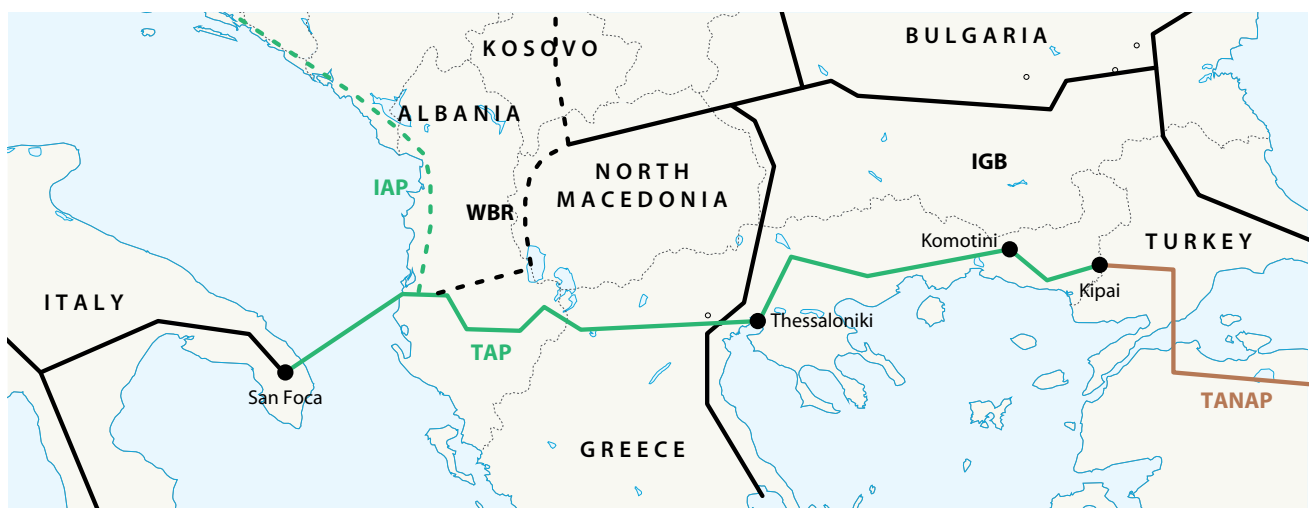 BULGARIA
KOSOVO
ALBANIA
IGB
NORTH
MACEDONIA
IAP
WBR
Komotini
TURKEY
Kipai
ITALY
Thessaloniki
TAP
San Foca
TANAP
GREECE